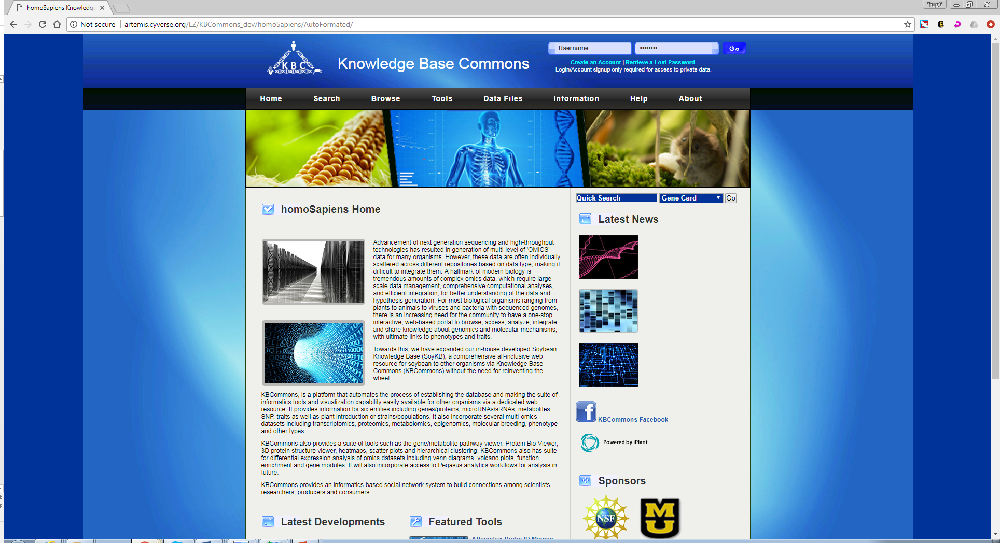 homoSapiens Knowledg
Trupti
Not secure
artemis.cyverse.org/LZ/KBCommons_dev/homoSapiens/AutoFormated/
KBC
Knowledge Base Commons
Username
••••••••
Go
Create an Account | Retrieve a Lost Password
Login/Account signup only required for access to private data.
Home Search Browse Tools Data Files Information Help About
homoSapiens Home
Advancement of next generation sequencing and high-throughput
technologies has resulted in generation of multi-level of 'OMICS'
data for many organisms. However, these data are often individually
scattered across different repositories based on data type, making it
difficult to integrate them. A hallmark of modern biology is
tremendous amounts of complex omics data, which require large-
scale data management, comprehensive computational analyses,
and efficient integration, for better understanding of the data and
hypothesis generation. For most biological organisms ranging from
plants to animals to viruses and bacteria with sequenced genomes,
there is an increasing need for the community to have a one-stop
interactive, web-based portal to browse, access, analyze, integrate
and share knowledge about genomics and molecular mechanisms,
with ultimate links to phenotypes and traits.
Towards this, we have expanded our in-house developed Soybean
Knowledge Base (SoyKB), a comprehensive all-inclusive web
resource for soybean to other organisms via Knowledge Base
Commons (KBCommons) without the need for reinventing the
wheel.
KBCommons, is a platform that automates the process of establishing the database and making the suite of
informatics tools and visualization capability easily available for other organisms via a dedicated web
resource. It provides information for six entities including genes/proteins, microRNAs/sRNAs, metabolites,
SNP, traits as well as plant introduction or strains/populations. It also incorporate several multi-omics
datasets including transcriptomics, proteomics, metabolomics, epigenomics, molecular breeding, phenotype
and other types.
KBCommons also provides a suite of tools such as the gene/metabolite pathway viewer, Protein Bio-Viewer,
3D protein structure viewer, heatmaps, scatter plots and hierarchical clustering. KBCommons also has suite
for differential expression analysis of omics datasets including venn diagrams, volcano plots, function
enrichment and gene modules. It will also incorporate access to Pegasus analytics workflows for analysis in
future.
KBCommons provides an informatics-based social network system to build connections among scientists,
researchers, producers and consumers.
Latest Developments
Featured Tools
Affymetrix Probe ID Mapper
Quick Search
Gene Card
Go
Latest News
KBCommons Facebook
Powered by iPlant
Sponsors
NSF
MU